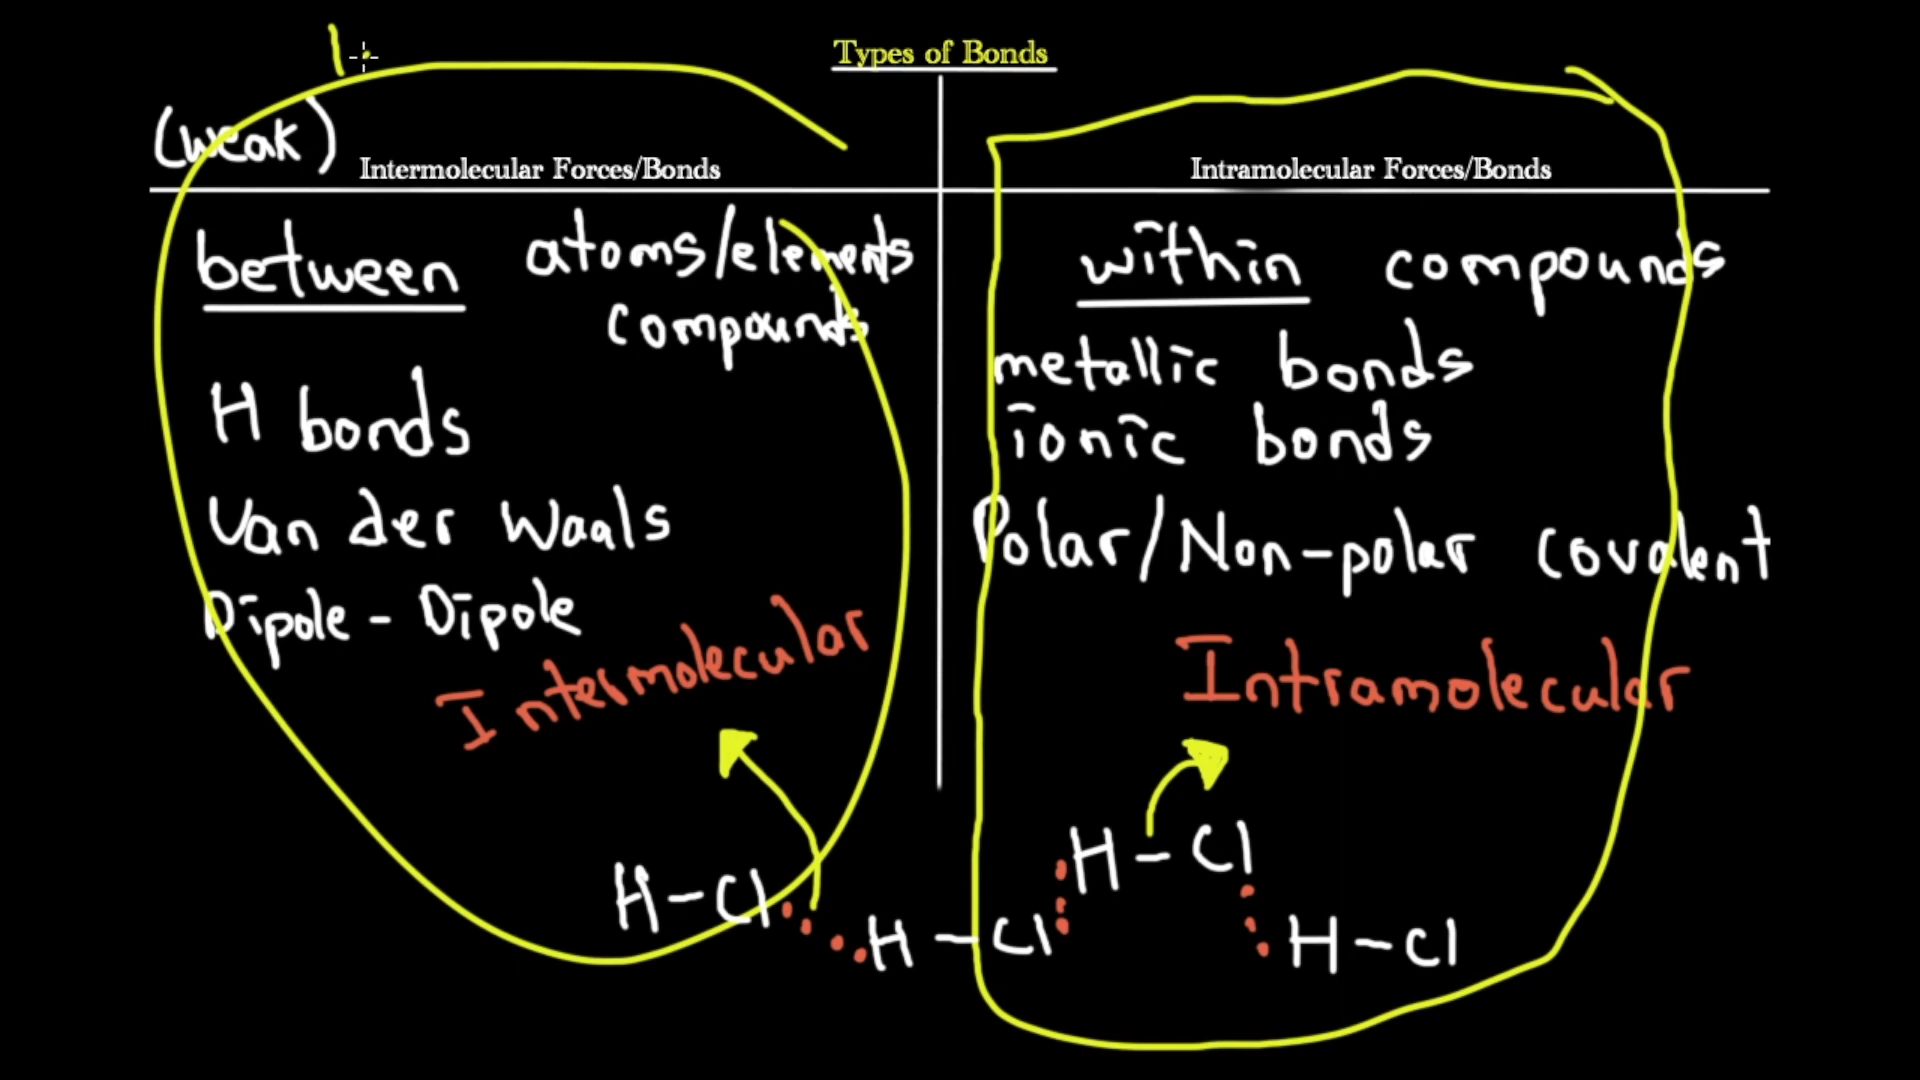 Types of Bonds
(weak)
Intermolecular Forces/Bonds
between atoms/elements
compounds
H bonds
Van der Waals
Dipole - Dipole
Intermolecular
Intramolecular Forces/Bonds
within compounds
metallic bonds
ionic bonds
Polar/Non-polar covalent
Intramolecular
H-Cl
H-Cl
H-Cl
H-Cl